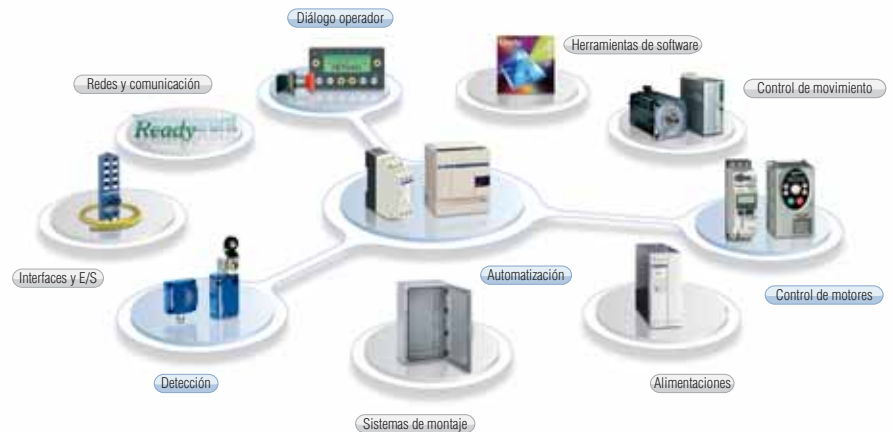 Diálogo operador
Herramientas de software
Redes y comunicación
Control de movimiento
Ready
Interfaces y E/S
Automatización
Control de motores
Detección
Alimentaciones
Sistemas de montaje